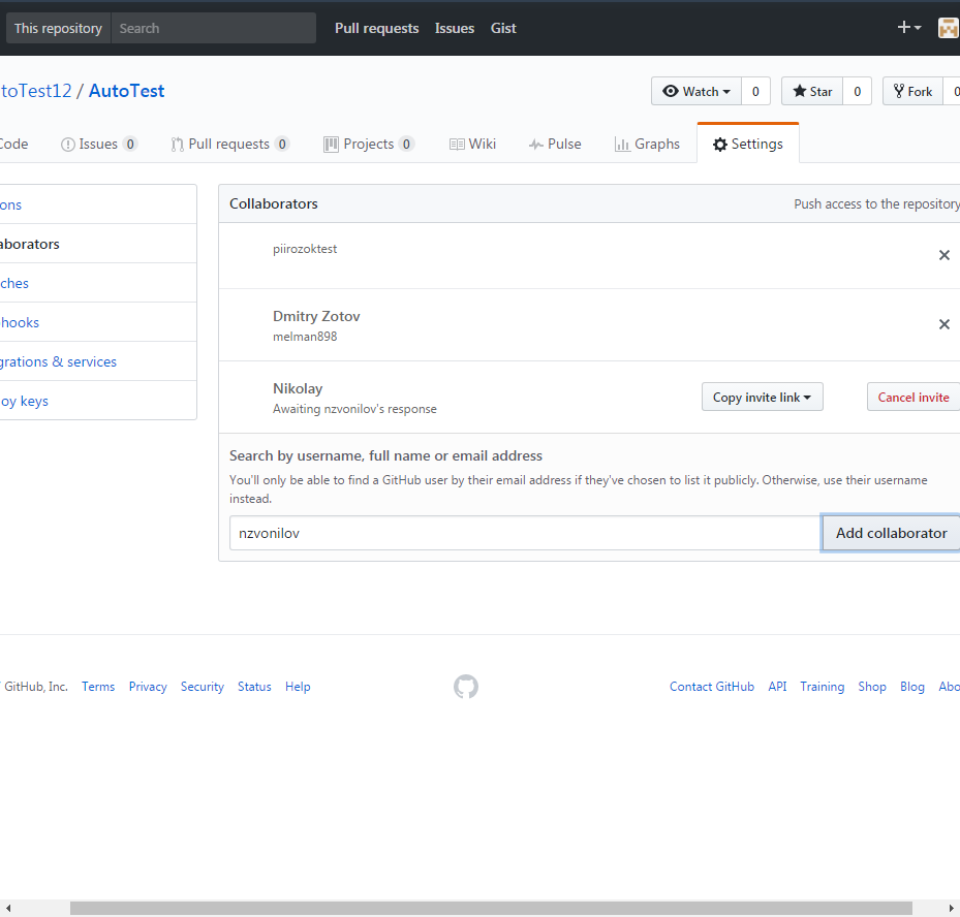 This repository Search Pull requests Issues Gist
toTest12 / AutoTest
Watch 0 Star 0 Fork 0
Code Issues 0 Pull requests 0 Projects 0 Wiki Pulse Graphs Settings
ons
aborators
ches
hooks
grations & services
oy keys
Collaborators Push access to the repository
piirozoktest
Dmitry Zotov
melman898
Nikolay
Awaiting nzvonilov's response
Copy invite link Cancel invite
Search by username, full name or email address
You'll only be able to find a GitHub user by their email address if they've chosen to list it publicly. Otherwise, use their username
instead.
nzvonilov Add collaborator
GitHub, Inc. Terms Privacy Security Status Help Contact GitHub API Training Shop Blog Abo